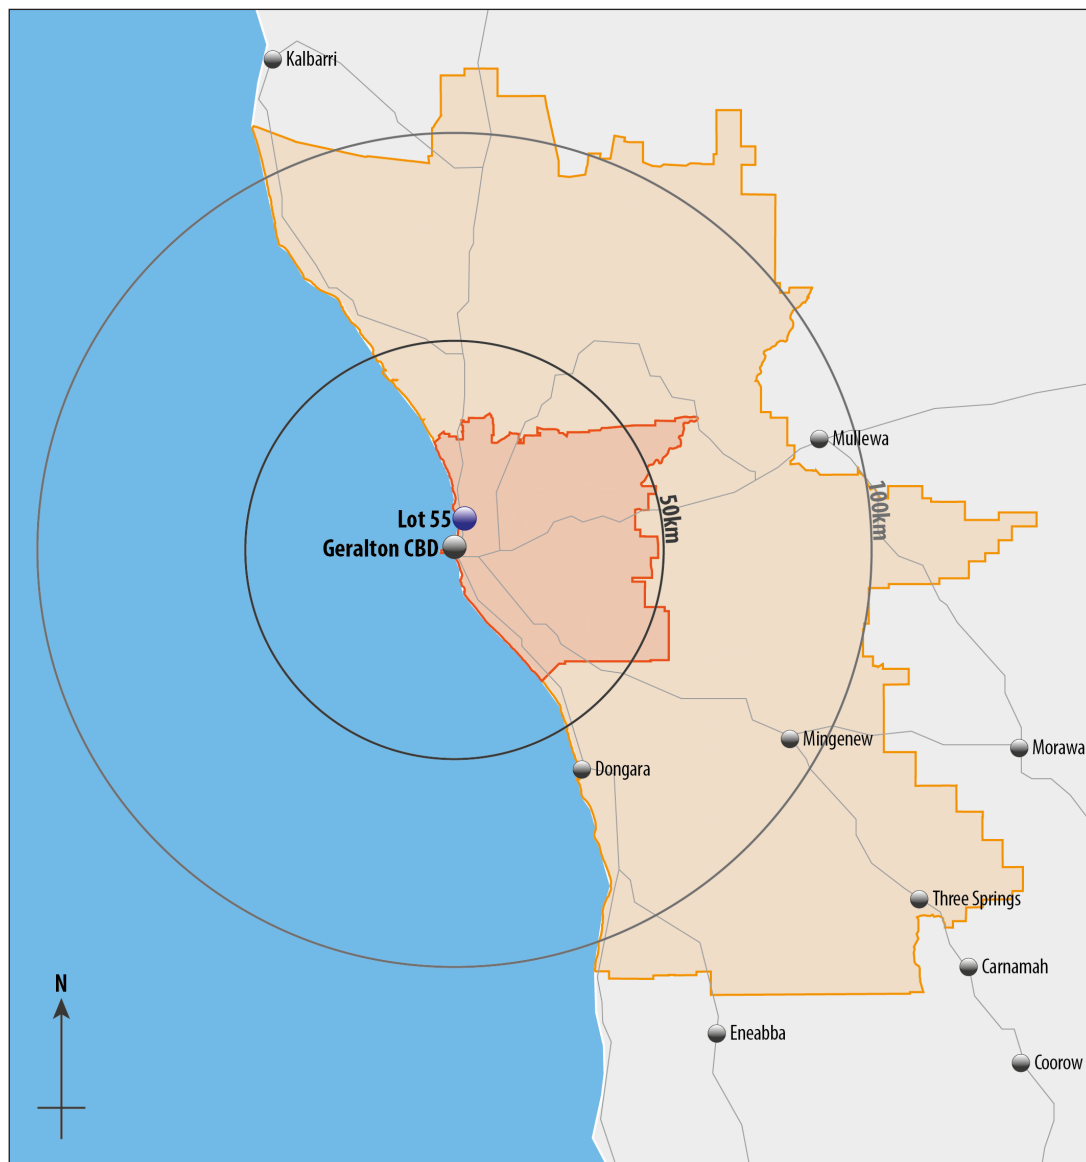 Kalbarri
Mullewa
100km
50km
Lot 55
Geralton CBD
Mingenew
Morawa
Dongara
Three Springs
Carnamah
N
Eneabba
Coorow